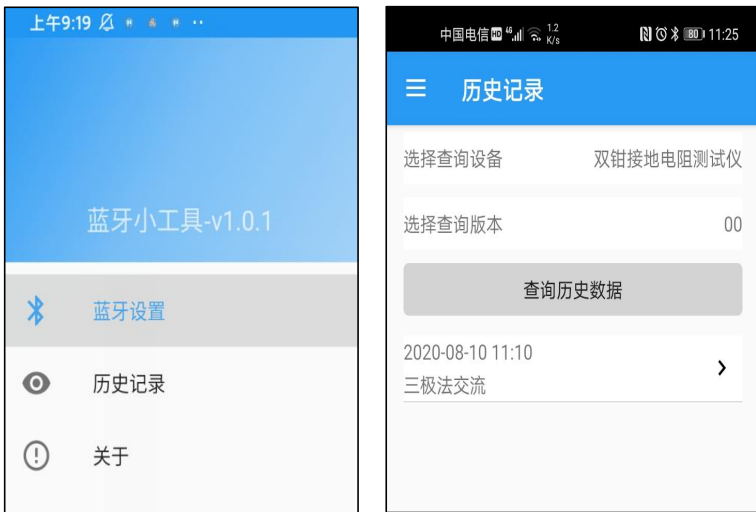 上午9:19
蓝牙小工具-v1.0.1
蓝牙设置
历史记录
关于
中国电信 HD 46 1.2 K/s 80 11:25
历史记录
选择查询设备 双钳接地电阻测试仪
选择查询版本 00
查询历史数据
2020-08-10 11:10
三极法交流